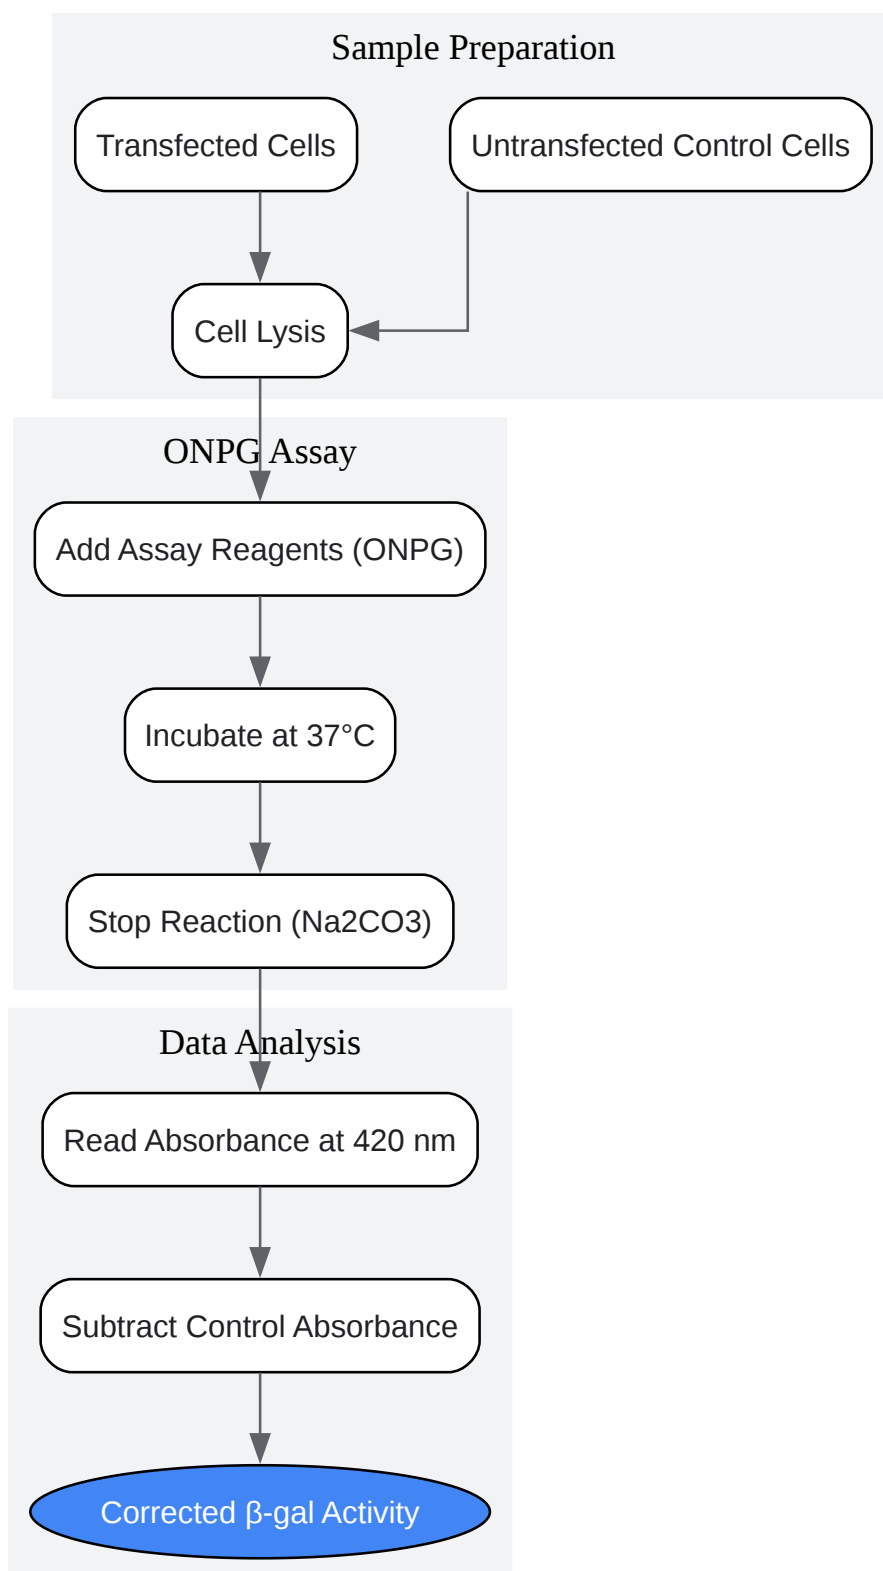 Sample Preparation
Transfected Cells
Untransfected Control Cells
Cell Lysis
ONPG Assay
Add Assay Reagents (ONPG)
Incubate at 37°C
Stop Reaction (Na2CO3)
Data Analysis
Read Absorbance at 420 nm
Subtract Control Absorbance
Corrected β-gal Activity